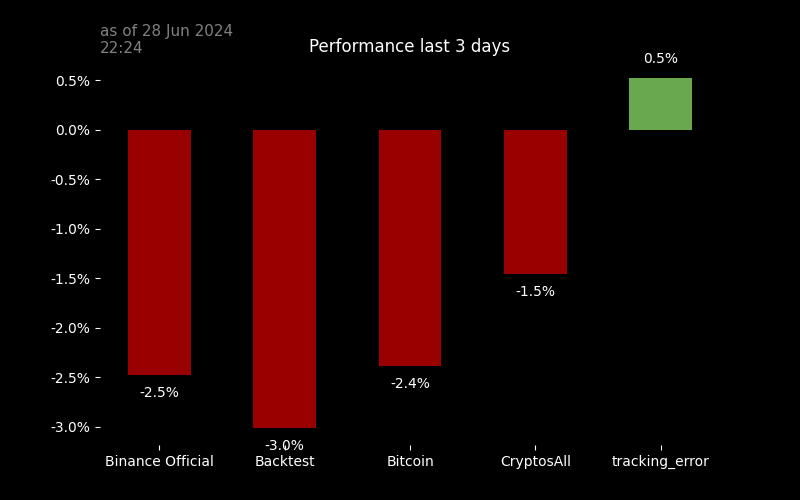 as of 28 Jun 2024
22:24
Performance last 3 days
0.5%
0.5%
0.0%
-0.5%
-1.0%
-1.5%
-2.0%
-2.5%
-3.0%
-2.5%
-3.0%
-2.4%
-1.5%
Binance Official
Backtest
Bitcoin
CryptosAll
tracking_error